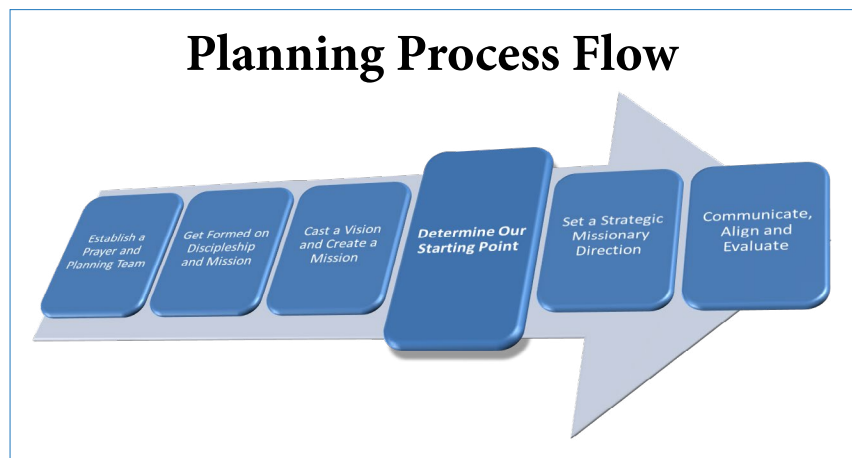 Planning Process Flow
Establish a
Prayer and
Planning Team
Get Formed on
Discipleship
and Mission
Cast a Vision
and Create a
Mission
Determine Our
Starting Point
Set a Strategic
Missionary
Direction
Communicate,
Align and
Evaluate